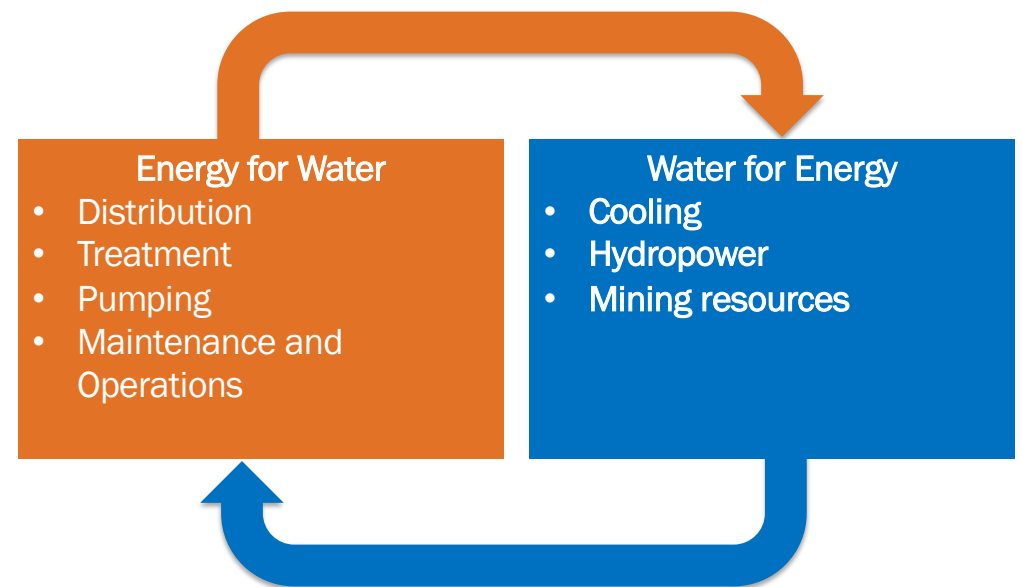 Energy for Water
• Distribution
• Treatment
• Pumping
• Maintenance and
Operations
Water for Energy
• Cooling
• Hydropower
• Mining resources